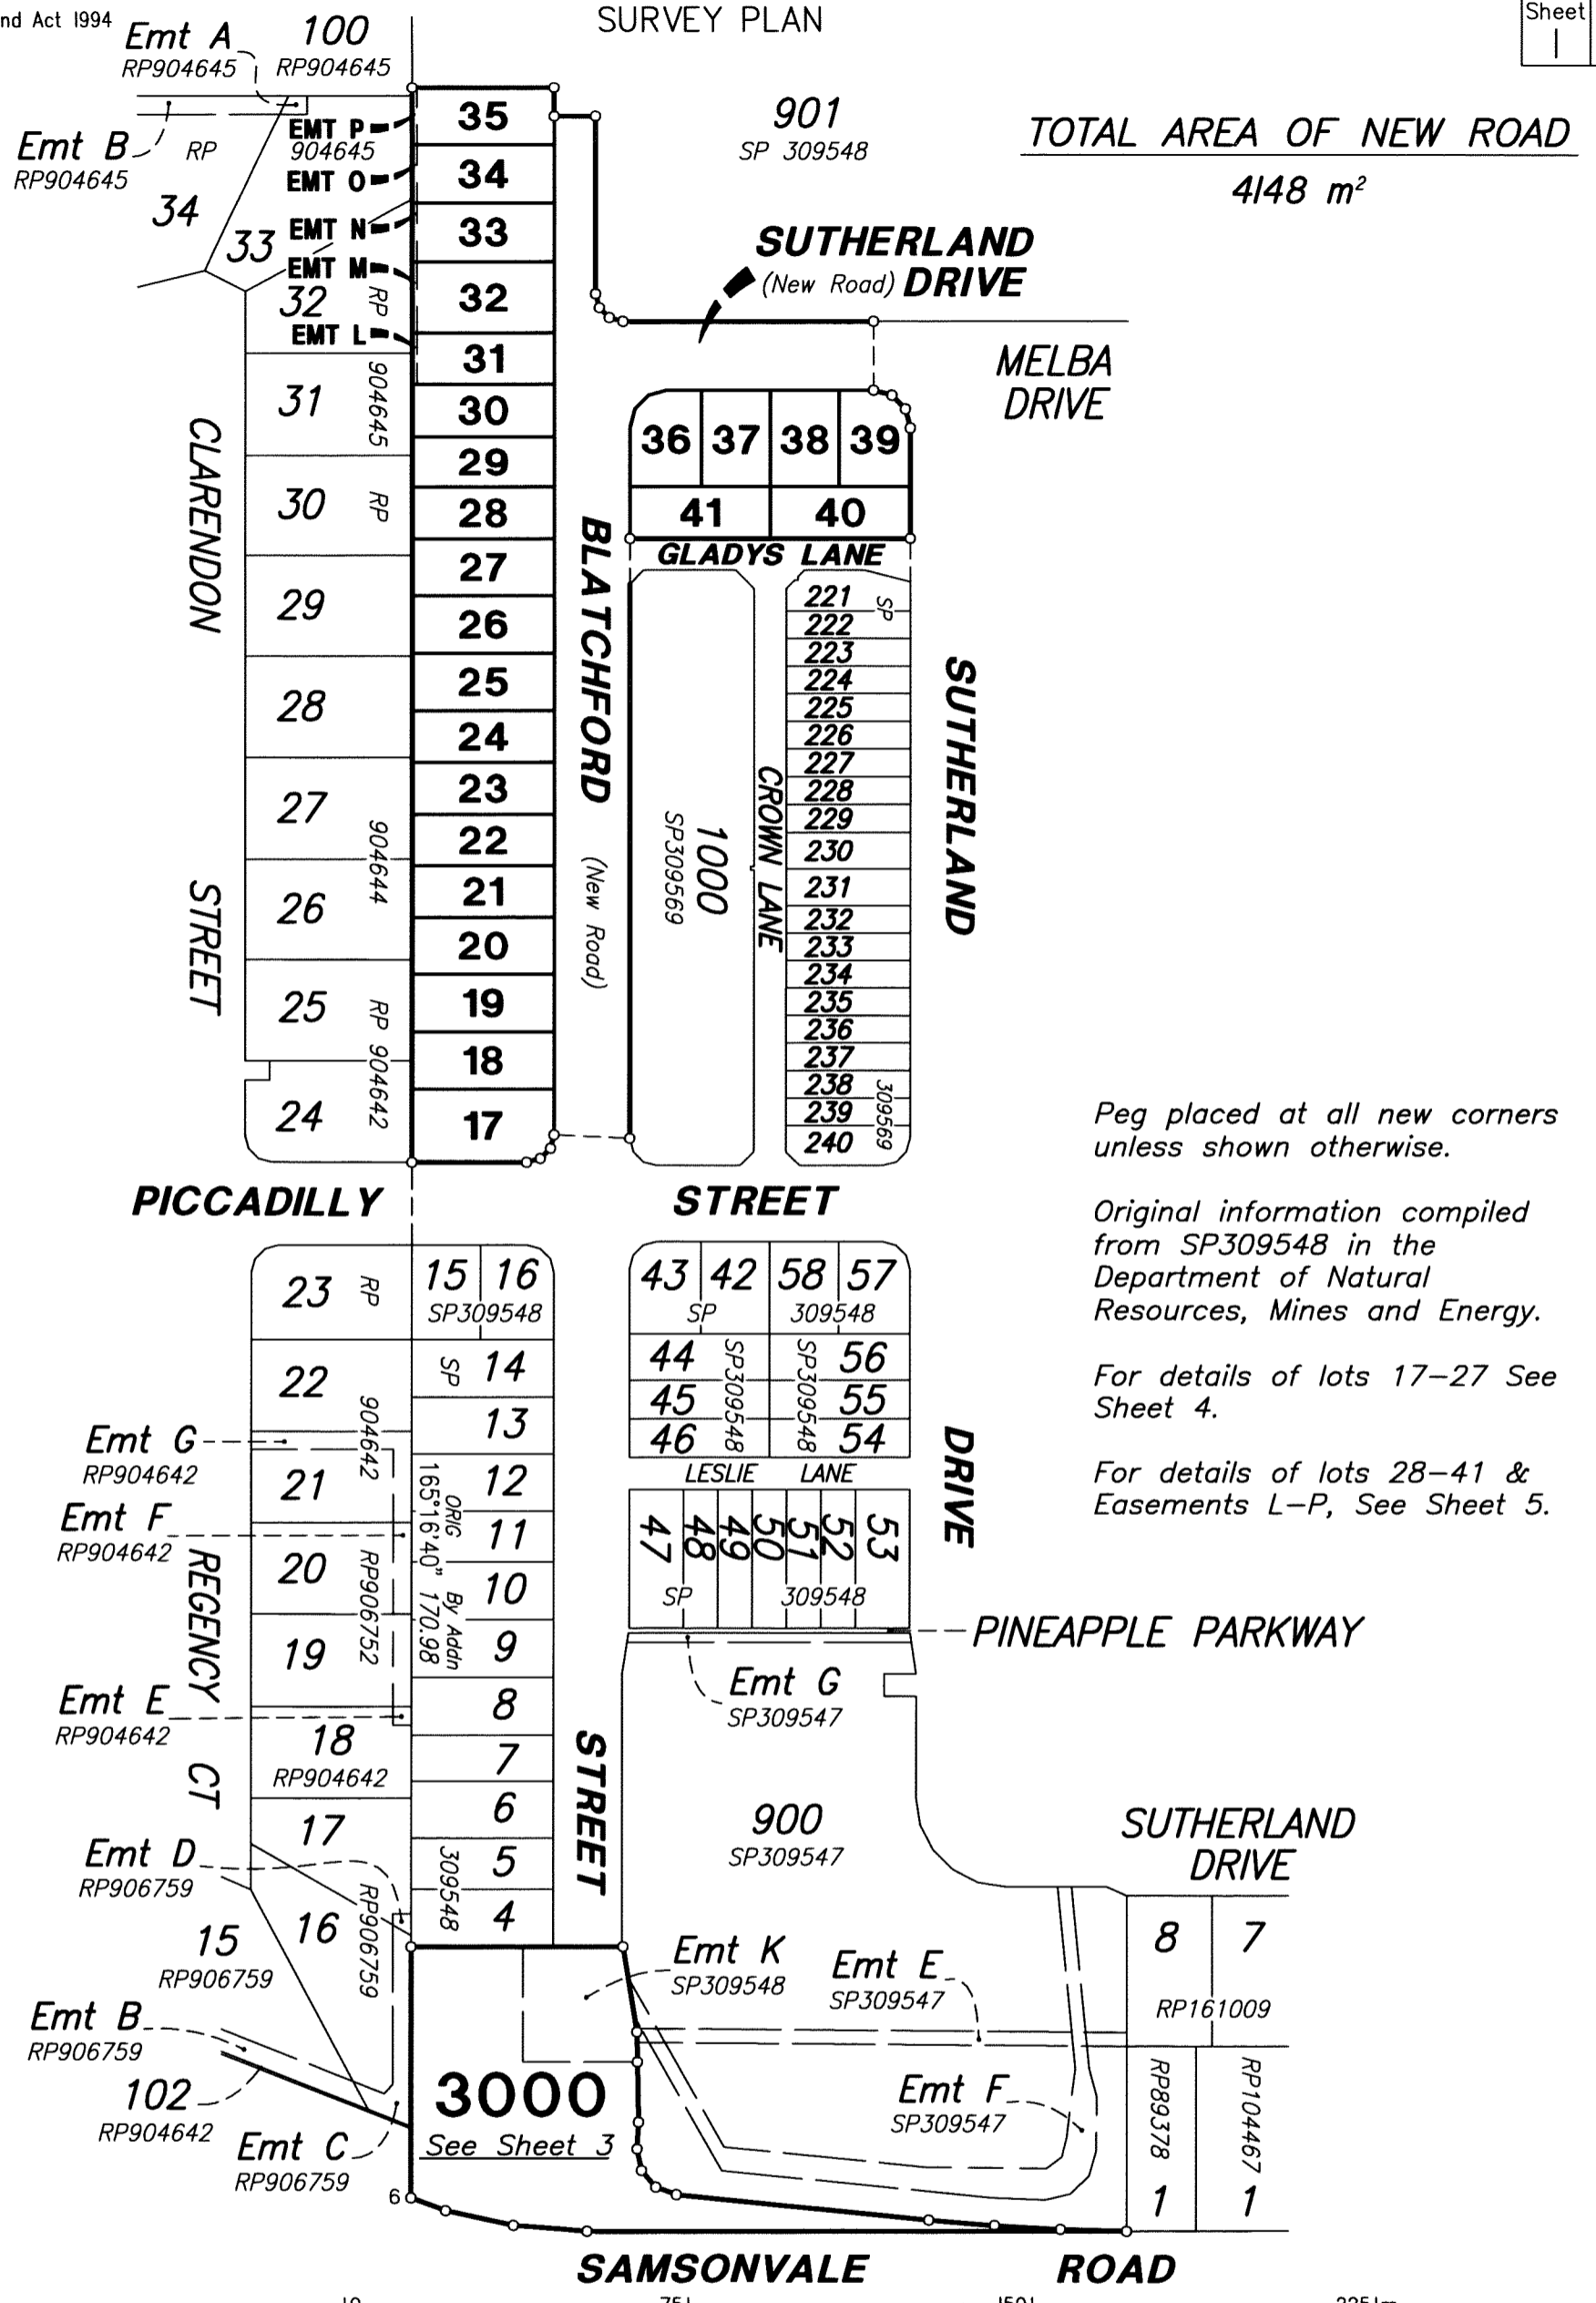 nd Act 1994
SURVEY PLAN
Sheet
1
Emt A
RP904645
100
RP904645
Emt B
RP904645
RP
904645
34
33
32
RP
904645
EMT P
EMT O
EMT N
EMT M
EMT L
35
34
33
32
31
30
29
28
27
26
25
24
23
22
21
20
19
18
17
901
SP 309548
TOTAL AREA OF NEW ROAD
4148 m²
SUTHERLAND
(New Road) DRIVE
MELBA
DRIVE
31
30
RP
29
28
27
904644
26
25
RP
904642
24
CLARENDON
STREET
BLATCHFORD
(New Road)
36
37
38
39
41
40
GLADYS LANE
1000
SP309569
CROWN LANE
221
SP
222
223
224
225
226
227
228
229
230
231
232
233
234
235
236
237
238
239
240
309569
SUTHERLAND
PICCADILLY
STREET
Peg placed at all new corners
unless shown otherwise.
Original information compiled
from SP309548 in the
Department of Natural
Resources, Mines and Energy.
For details of lots 17-27 See
Sheet 4.
For details of lots 28-41 &
Easements L-P, See Sheet 5.
23
RP
22
904642
Emt G
RP904642
21
Emt F
RP904642
20
RP906752
19
Emt E
RP904642
18
RP904642
17
REGENCY
CT
15
16
SP309548
SP
14
13
12
11
10
9
8
7
6
5
4
309548
ORIG
165°16'40"
By Addn
170.98
43
42
58
57
SP
309548
44
SP309548
SP309548
56
45
55
46
54
LESLIE LANE
47
48
49
50
51
52
53
SP
309548
DRIVE
PINEAPPLE PARKWAY
Emt G
SP309547
STREET
900
SP309547
SUTHERLAND
DRIVE
Emt D
RP906759
16
RP906759
15
RP906759
Emt B
RP906759
102
RP904642
Emt C
RP906759
Emt K
SP309548
Emt E
SP309547
8
7
RP161009
3000
See Sheet 3
Emt F
SP309547
RP89378
1
RP104467
1
6
SAMSONVALE
ROAD